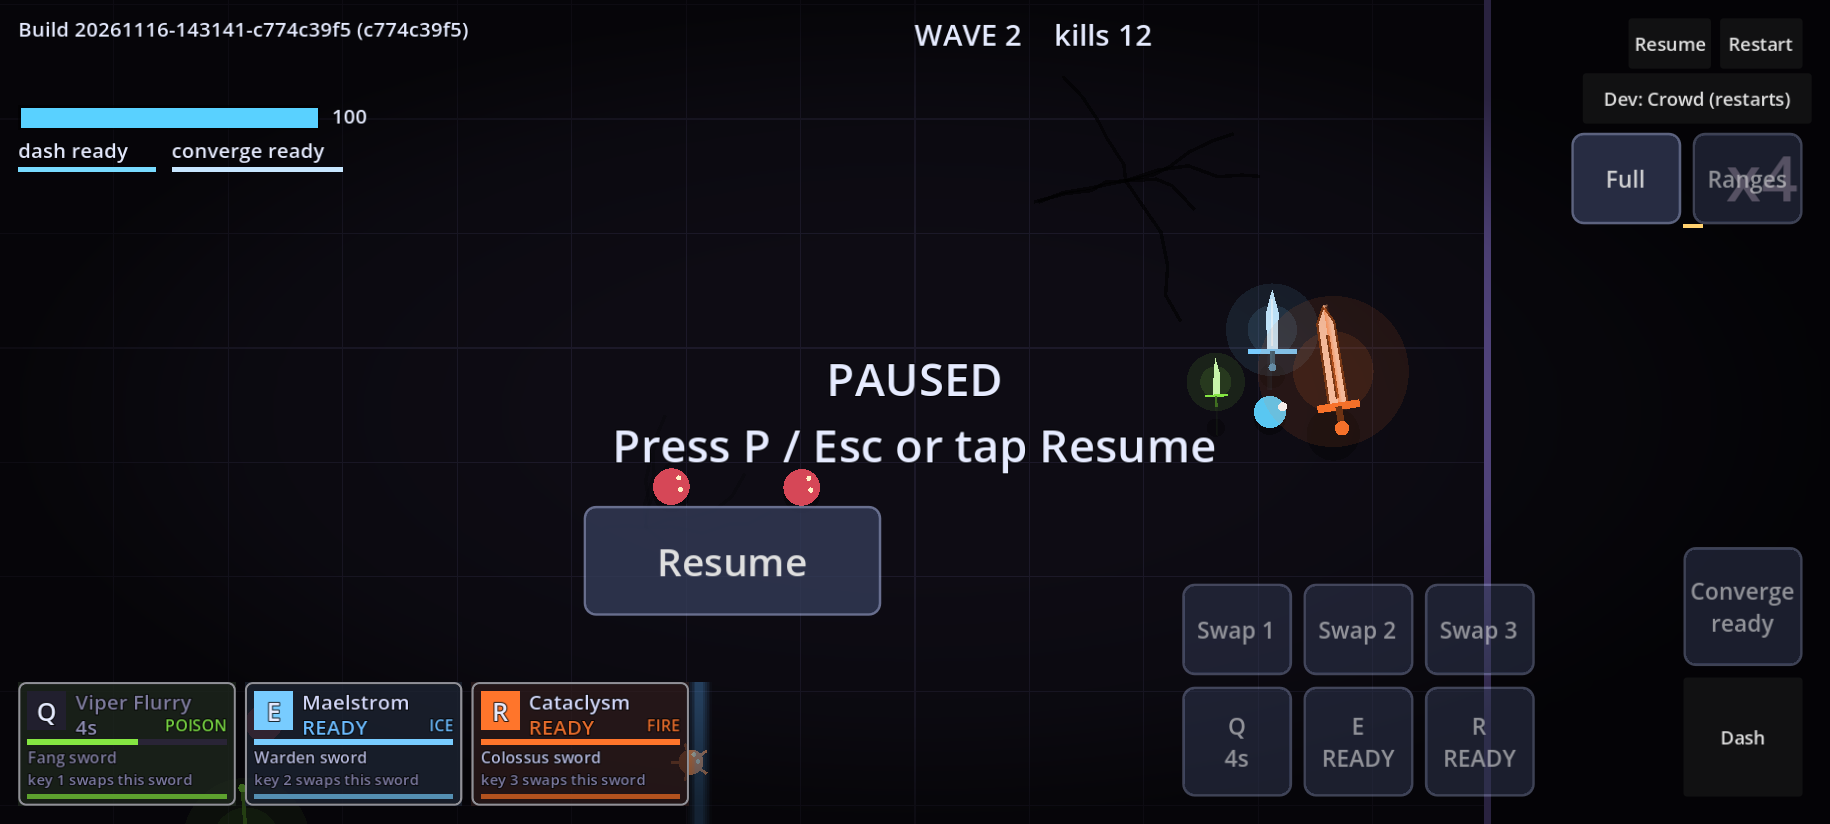 Build 20261116-143141-c774c39f5 (c774c39f5)
WAVE 2 kills 12
Resume Restart
Dev: Crowd (restarts)
100
dash ready converge ready
Full Ranges
x4
PAUSED
Press P / Esc or tap Resume
Resume
Converge
ready
Swap 1 Swap 2 Swap 3
Q Viper Flurry
4s POISON
Fang sword
key 1 swaps this sword
E Maelstrom
READY ICE
Warden sword
key 2 swaps this sword
R Cataclysm
READY FIRE
Colossus sword
key 3 swaps this sword
Q
4s
E
READY
R
READY
Dash